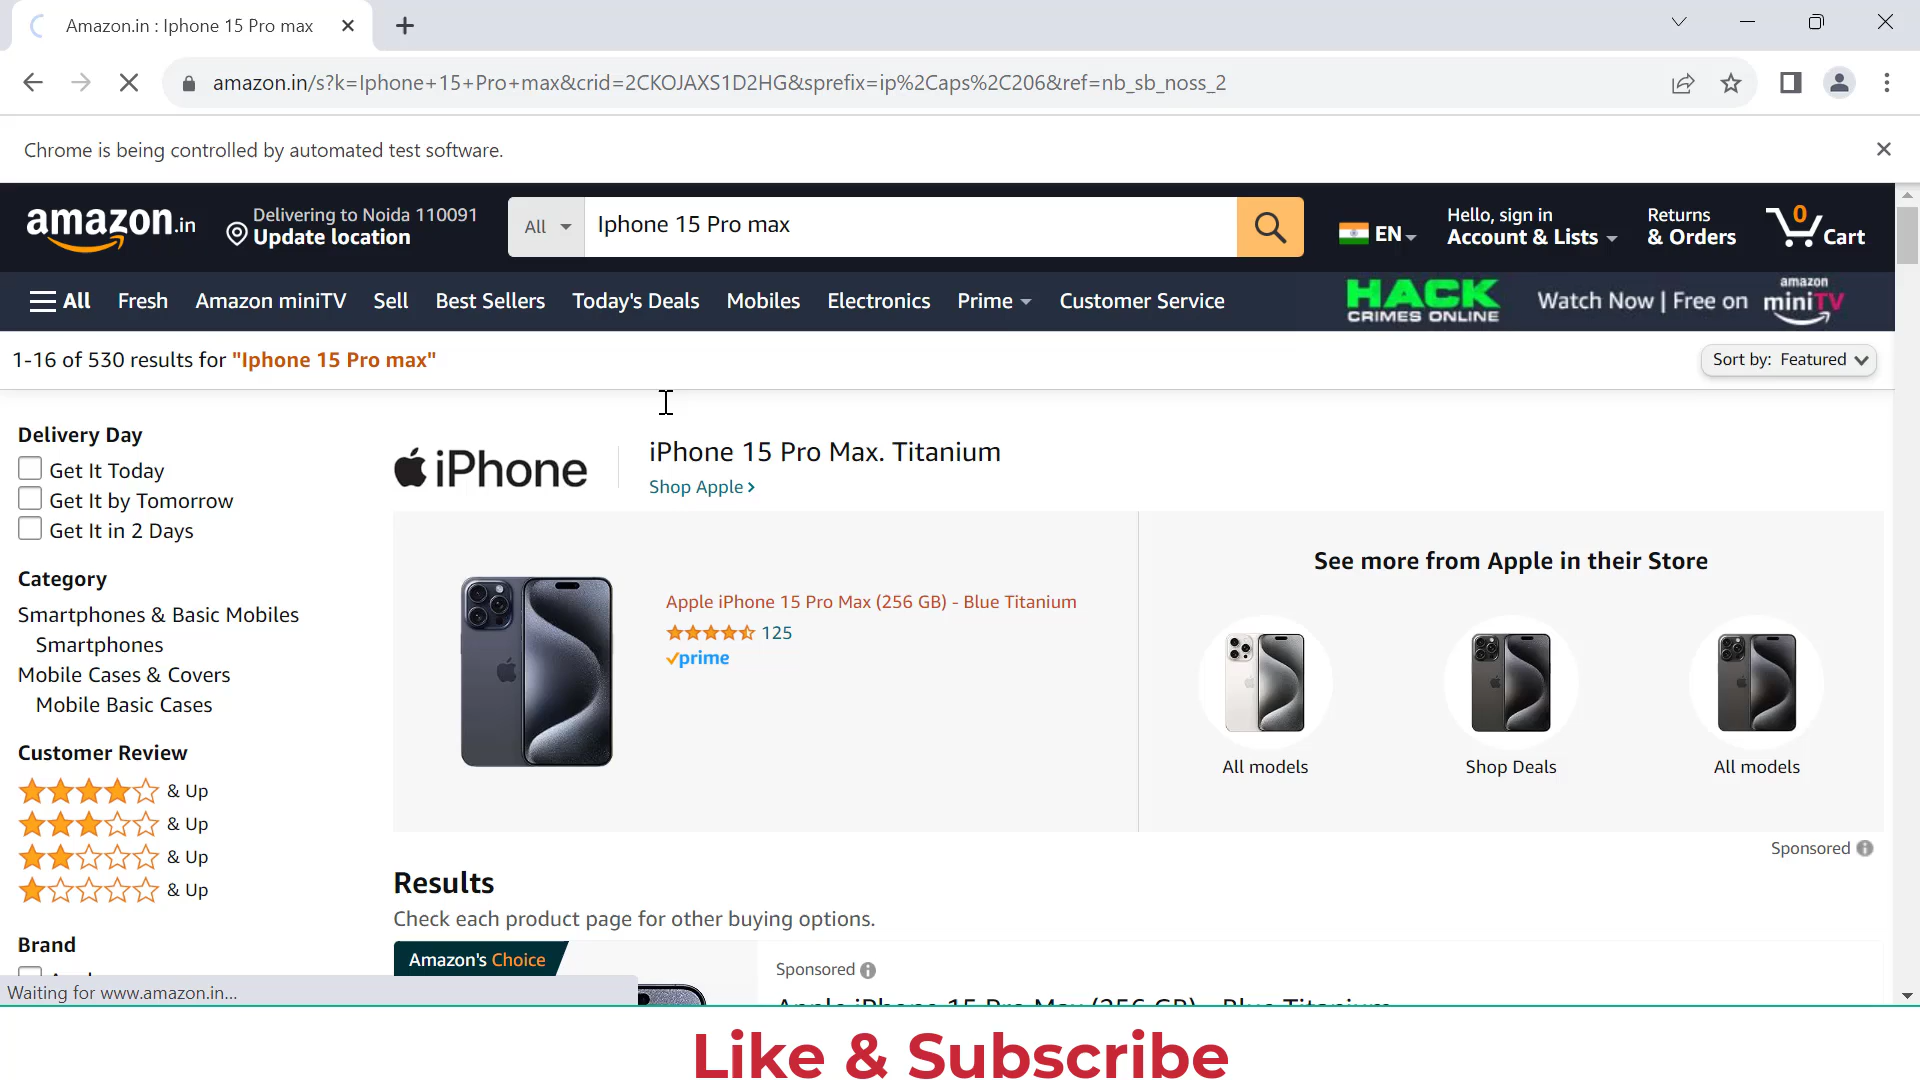 Amazon.in : Iphone 15 Pro max
amazon.in/s?k=Iphone+15+Pro+max&crid=2CKOJAXS1D2HG&sprefix=ip%2Caps%2C206&ref=nb_sb_noss_2
Chrome is being controlled by automated test software.
amazon.in
Delivering to Noida 110091
Update location
All
Iphone 15 Pro max
EN
Hello, sign in
Account & Lists
Returns
& Orders
0
Cart
All
Fresh
Amazon miniTV
Sell
Best Sellers
Today's Deals
Mobiles
Electronics
Prime
Customer Service
HACK
CRIMES ONLINE
Watch Now | Free on
amazon
miniTV
1-16 of 530 results for "Iphone 15 Pro max"
Sort by: Featured
Delivery Day
Get It Today
Get It by Tomorrow
Get It in 2 Days
Category
Smartphones & Basic Mobiles
Smartphones
Mobile Cases & Covers
Mobile Basic Cases
Customer Review
& Up
& Up
& Up
& Up
Brand
iPhone
iPhone 15 Pro Max. Titanium
Shop Apple ›
Apple iPhone 15 Pro Max (256 GB) - Blue Titanium
125
prime
See more from Apple in their Store
All models
Shop Deals
All models
Sponsored
Results
Check each product page for other buying options.
Amazon's Choice
Sponsored
Apple iPhone 15 Pro Max (256 GB) - Blue Titanium
Waiting for www.amazon.in...
Like & Subscribe